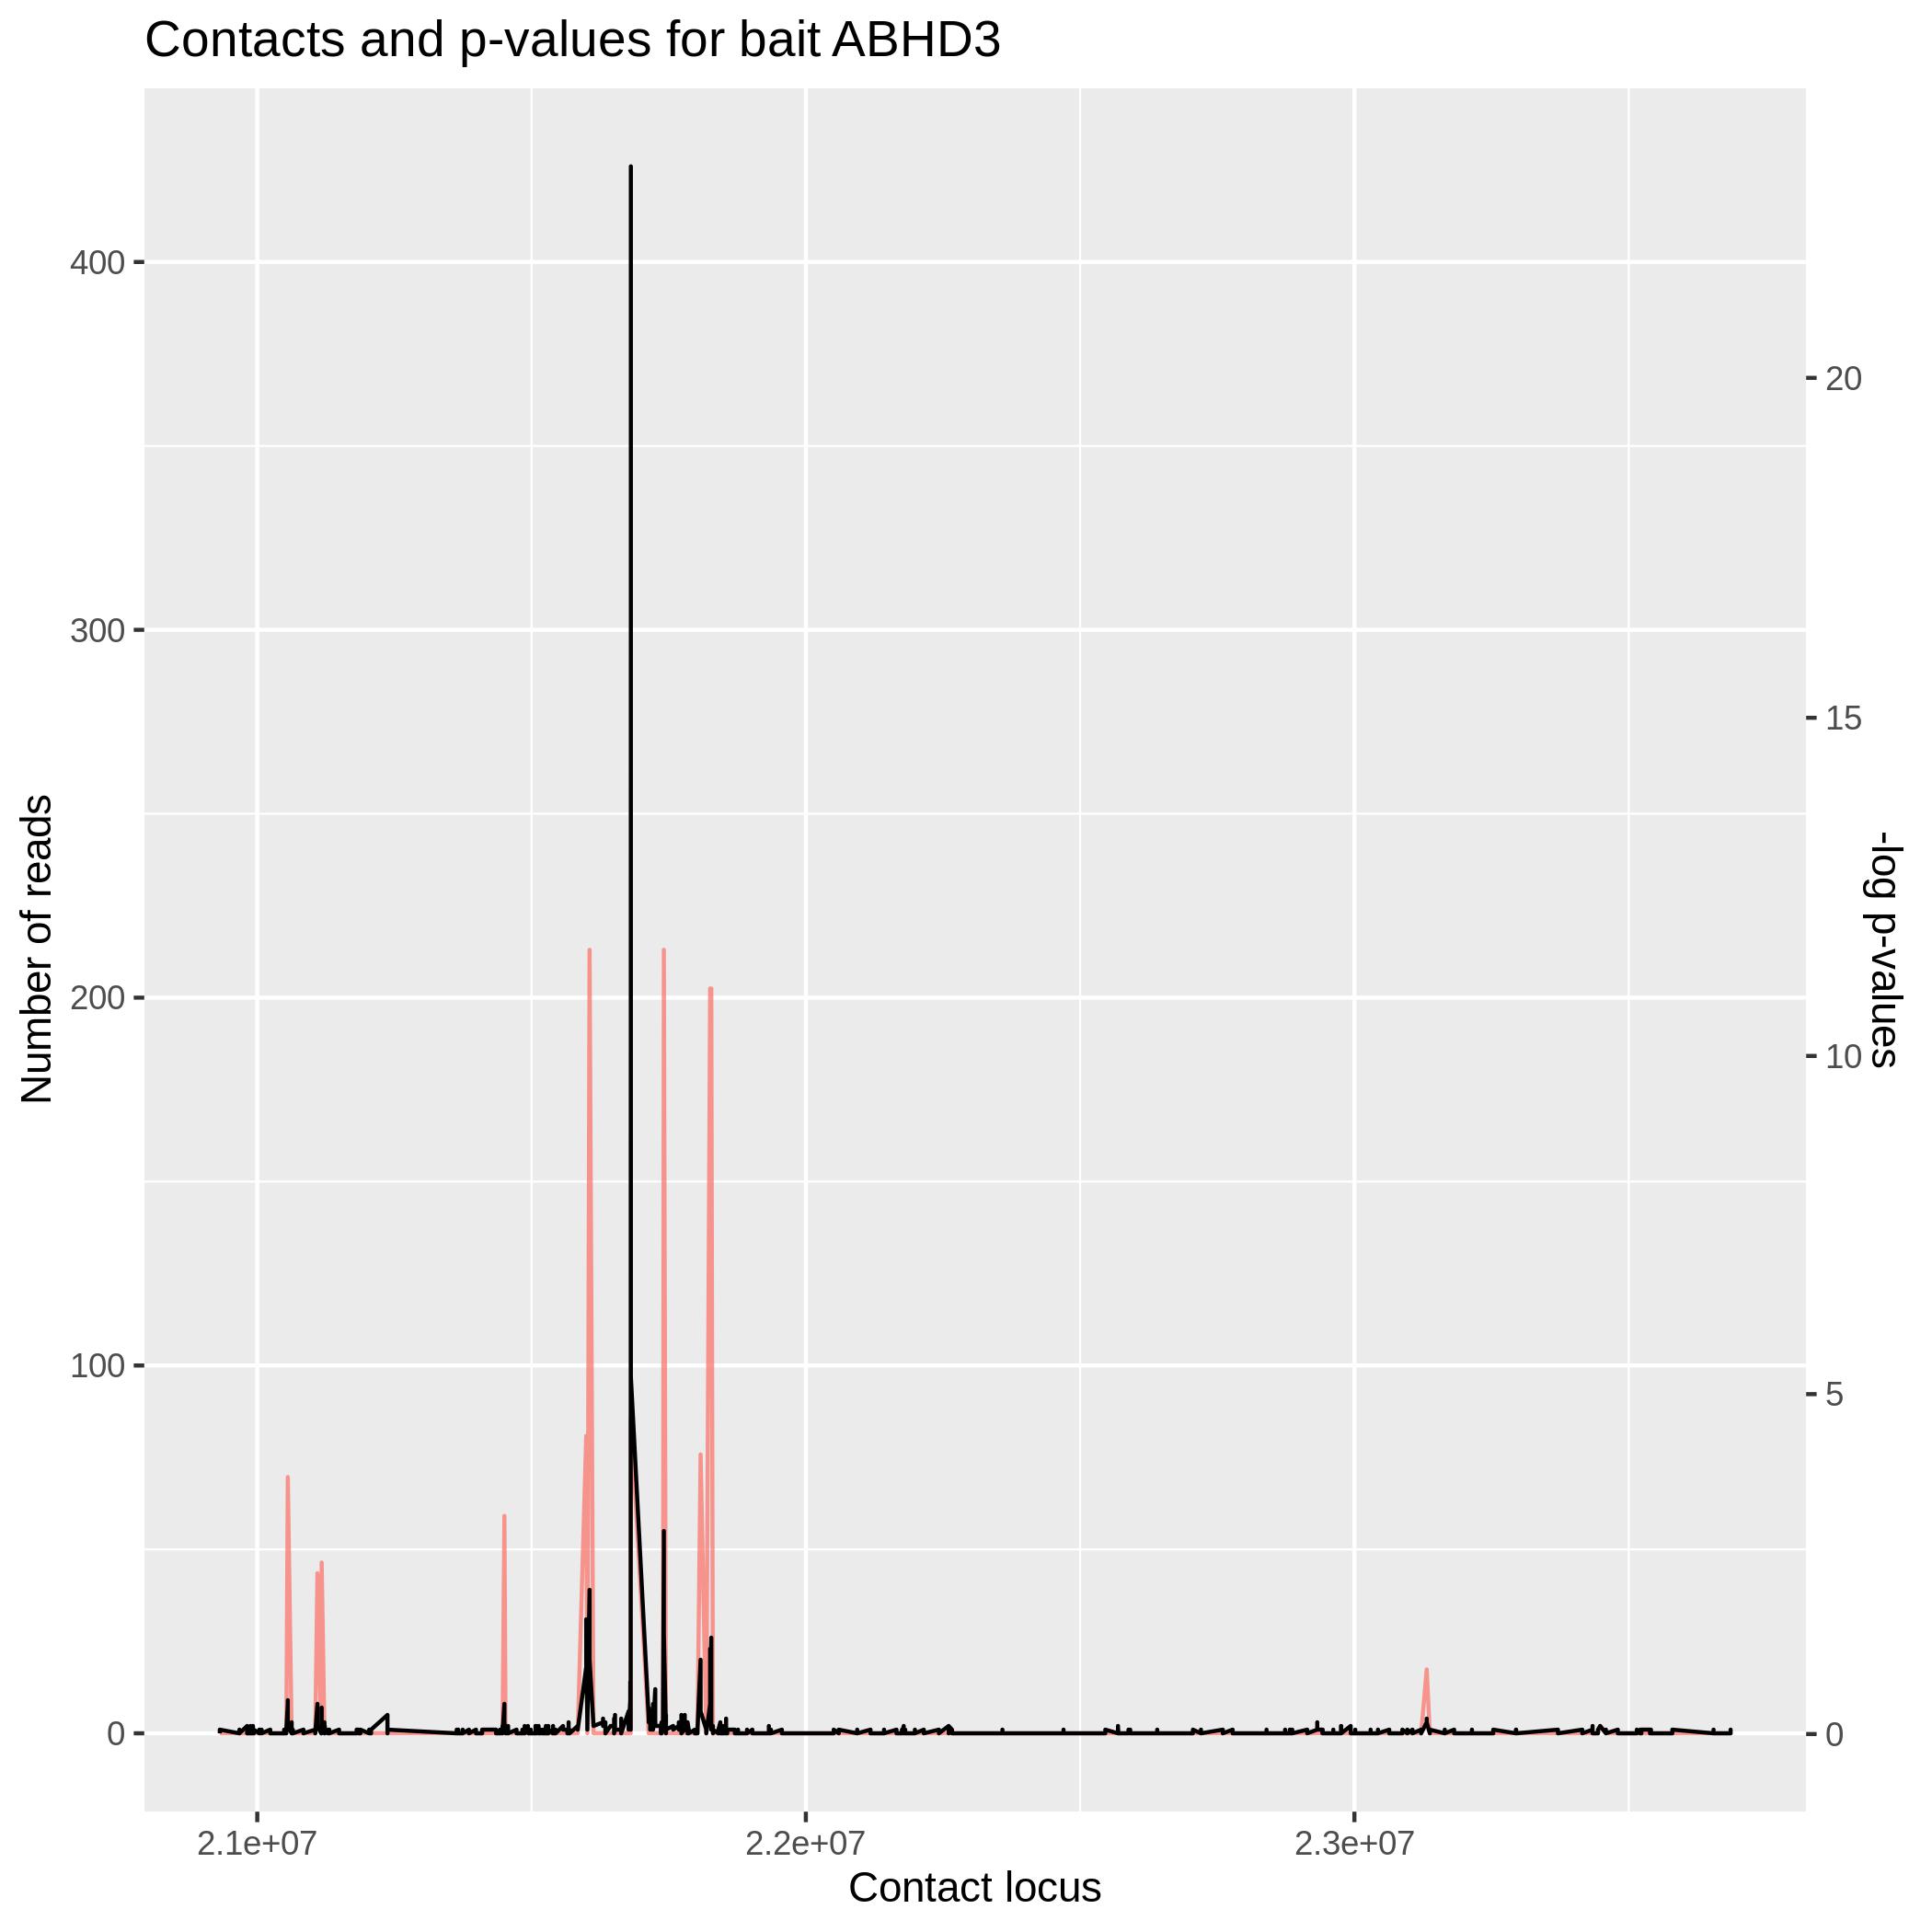 Contacts and p-values for bait ABHD3
Number of reads
400
300
200
100
0
20
15
10
5
0
-log p-values
2.1e+07 2.2e+07 2.3e+07
Contact locus